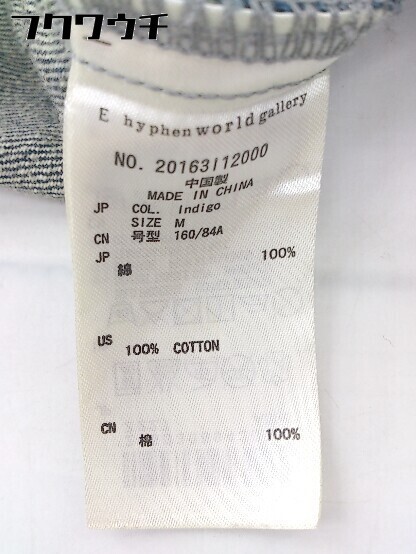 フクワウチ
E hyphen world gallery
NO. 20163112000
中国製
MADE IN CHINA
JP COL. Indigo
SIZE M
CN 号型 160/84A
JP 綿 100%
US 100% COTTON
CN 棉 100%